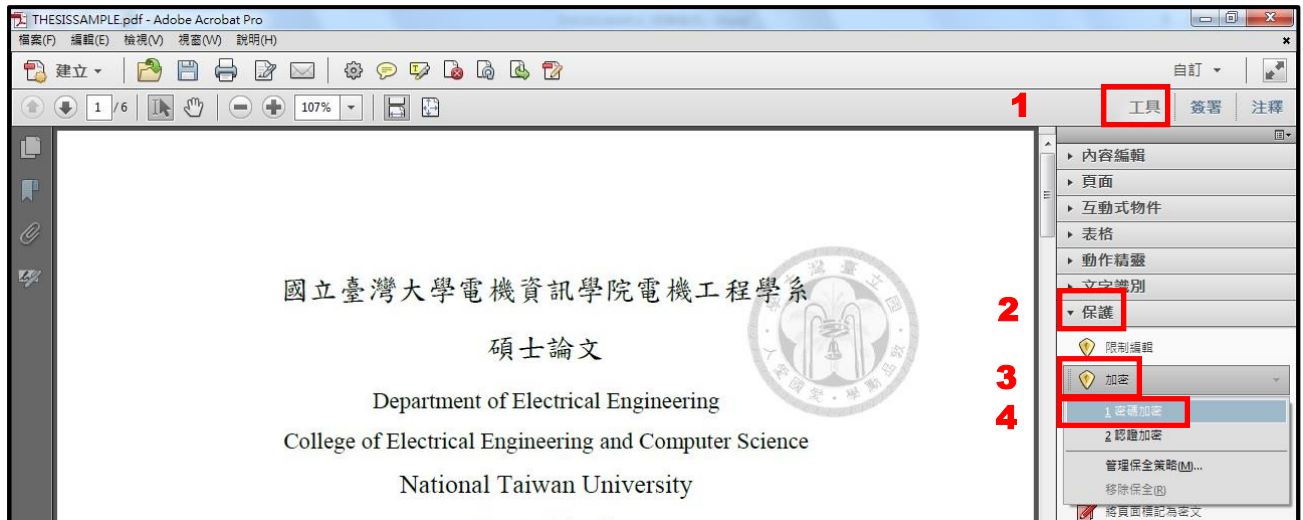 THESISSAMPLE.pdf - Adobe Acrobat Pro
檔案(F) 編輯(E) 檢視(V) 視窗(W) 說明(H)
建立
自訂
1 /6
107%
1
工具
簽署
注釋
內容編輯
頁面
互動式物件
表格
動作精靈
文字識別
2
保護
限制編輯
3
加密
4
1 密碼加密
2 認證加密
管理保全策略(M)...
移除保全(R)
將頁面標記為密文
國立臺灣大學電機資訊學院電機工程學系
碩士論文
Department of Electrical Engineering
College of Electrical Engineering and Computer Science
National Taiwan University